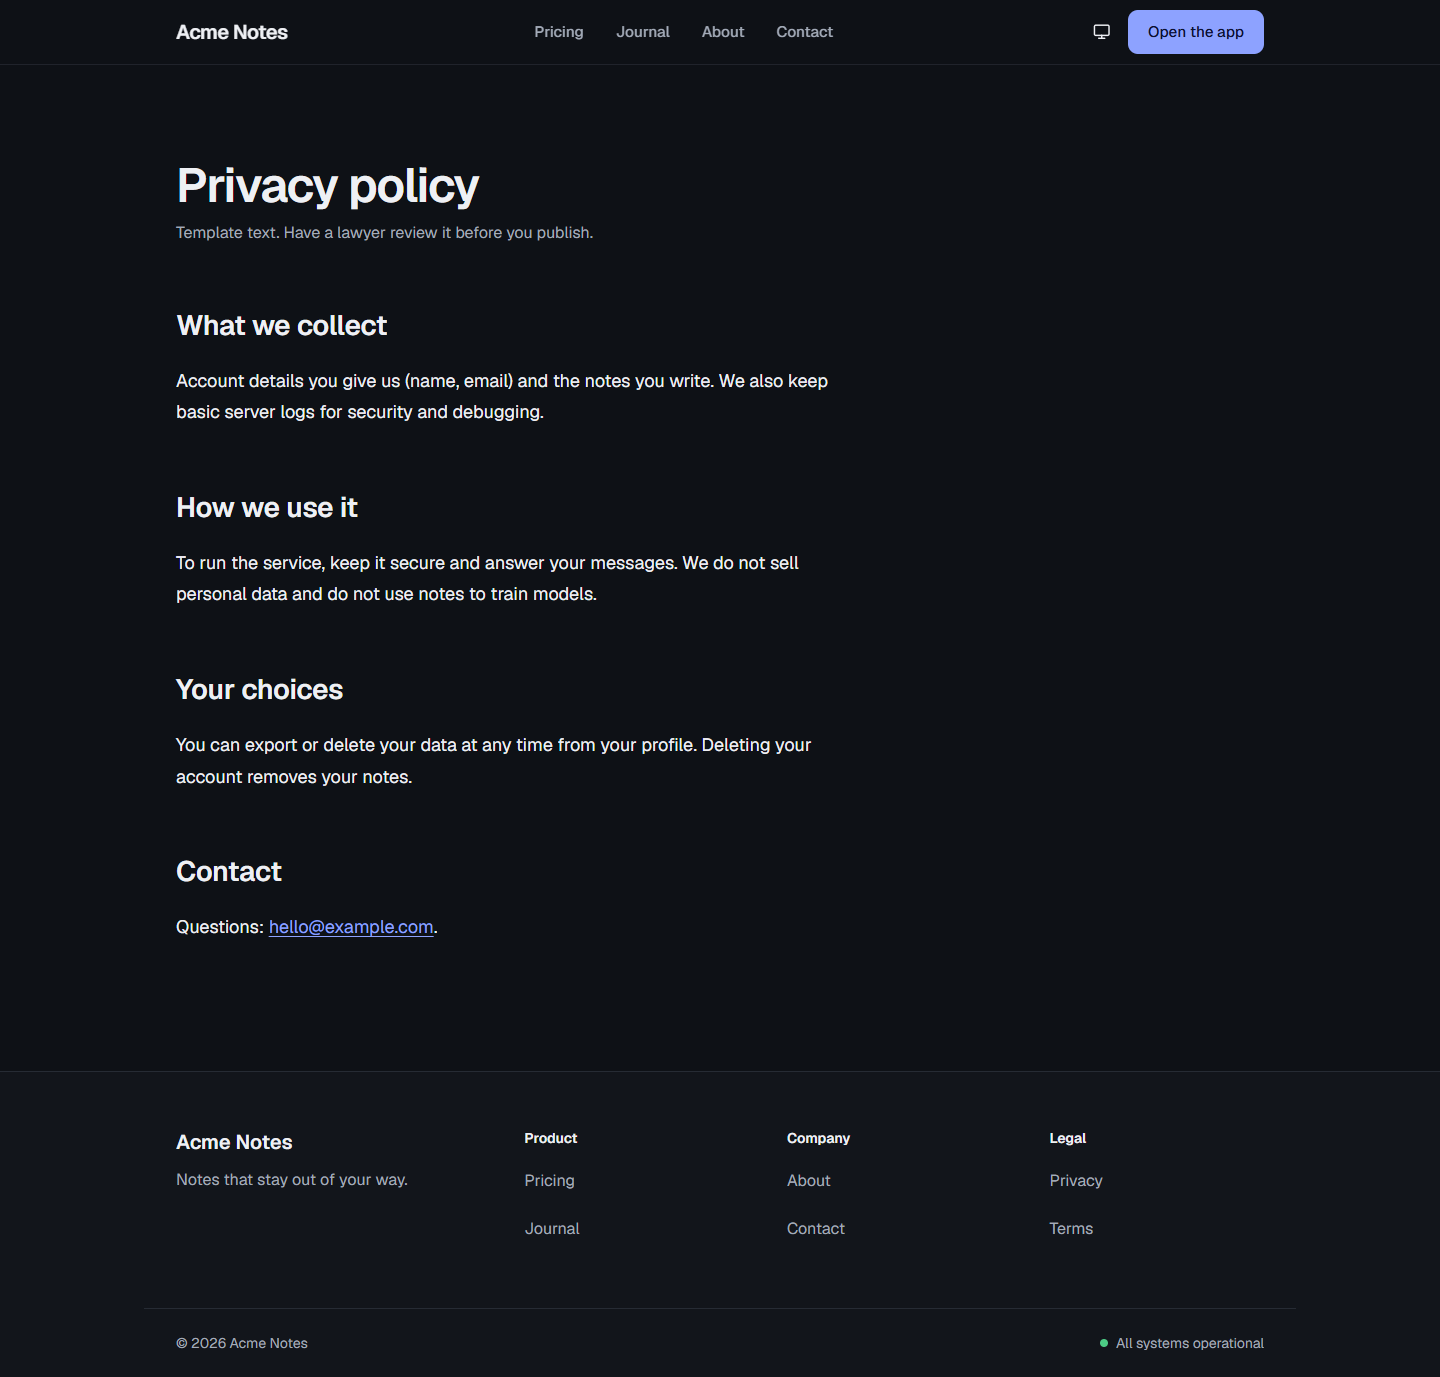 Acme Notes
Pricing
Journal
About
Contact
Open the app
Privacy policy
Template text. Have a lawyer review it before you publish.
What we collect
Account details you give us (name, email) and the notes you write. We also keep
basic server logs for security and debugging.
How we use it
To run the service, keep it secure and answer your messages. We do not sell
personal data and do not use notes to train models.
Your choices
You can export or delete your data at any time from your profile. Deleting your
account removes your notes.
Contact
Questions: hello@example.com.
Acme Notes
Notes that stay out of your way.
Product
Pricing
Journal
Company
About
Contact
Legal
Privacy
Terms
© 2026 Acme Notes
All systems operational